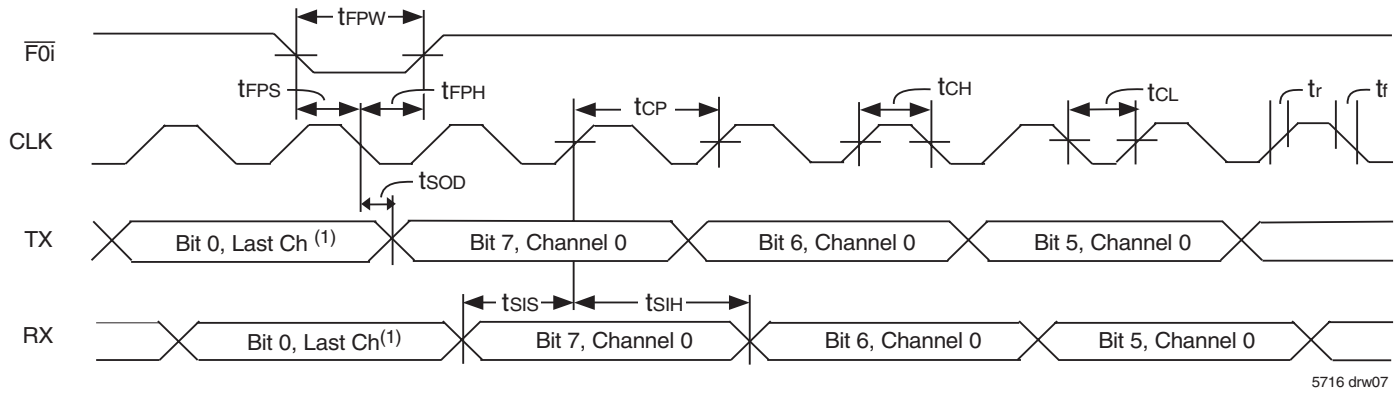 tFPW
F0i
tFPS
tFPH
tCP
tCH
tCL
tr
tf
CLK
tSOD
TX
Bit 0, Last Ch (1)
Bit 7, Channel 0
Bit 6, Channel 0
Bit 5, Channel 0
tSIS
tSIH
RX
Bit 0, Last Ch(1)
Bit 7, Channel 0
Bit 6, Channel 0
Bit 5, Channel 0
5716 drw07